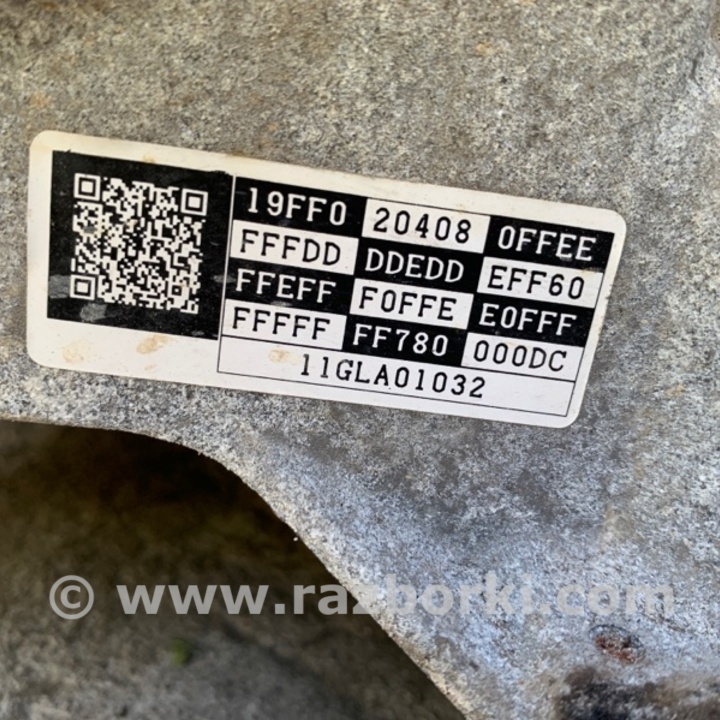 19FF0 20408 0FFEE
FFFDD DDEDD EFF60
FFEFF F0FFE E0FFF
FFFFF FF780 000DC
11GLA01032
© www.razborki.com